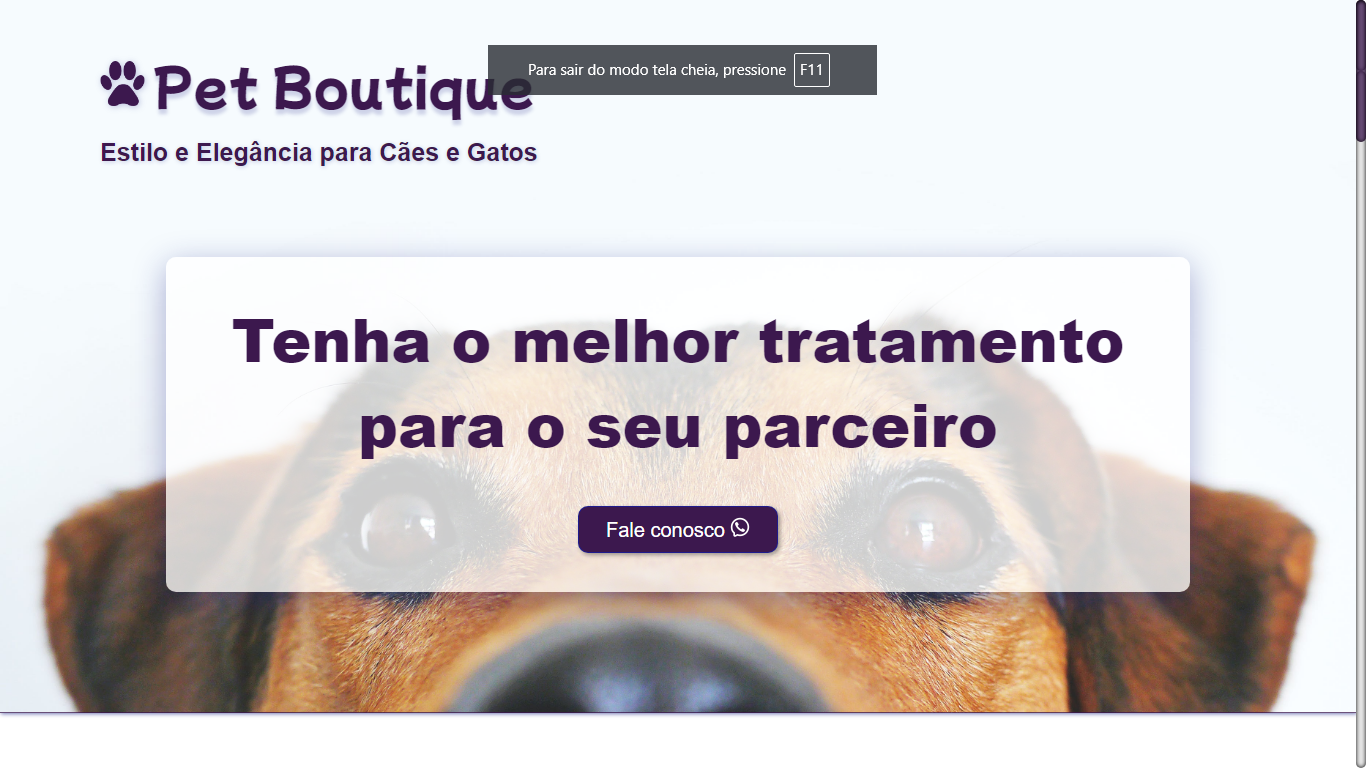 Para sair do modo tela cheia, pressione F11
Pet Boutique
Estilo e Elegância para Cães e Gatos
Tenha o melhor tratamento
para o seu parceiro
Fale conosco